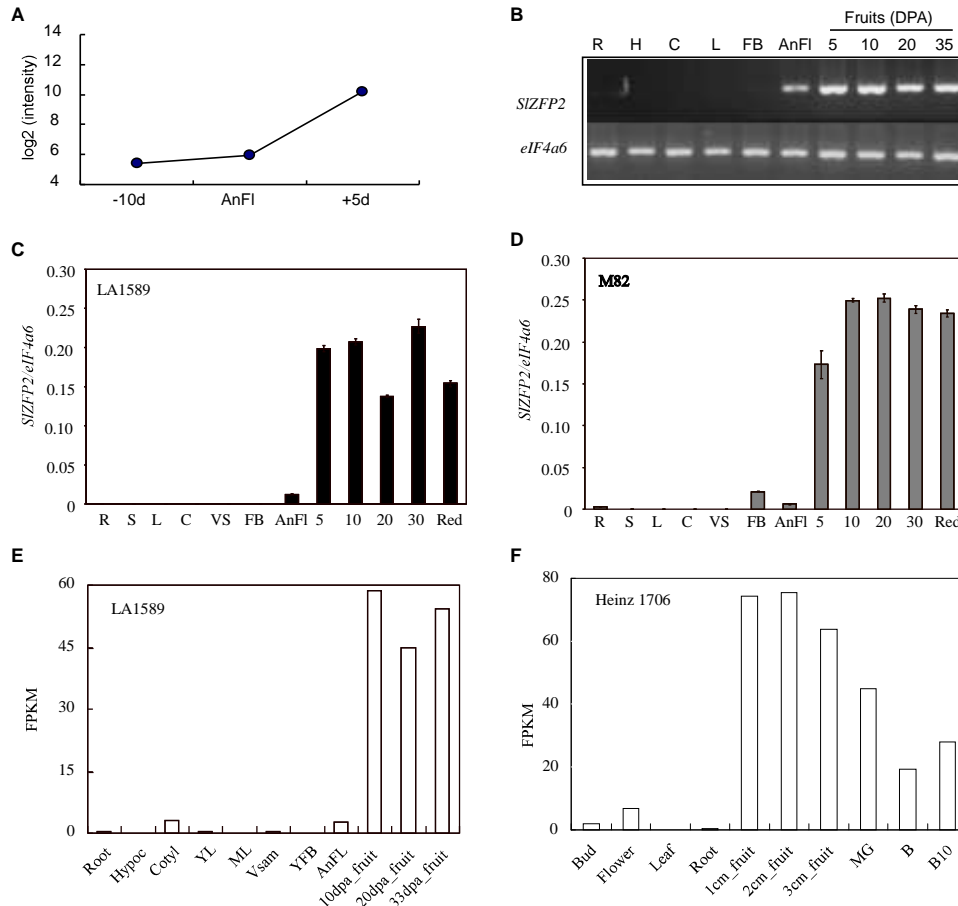 A
14
12
10
8
6
4
log2 (intensity)
-10d AnFl +5d
B
Fruits (DPA)
R H C L FB AnFl 5 10 20 35
SlZFP2
eIF4a6
C
LA1589
0.30
0.25
0.20
0.15
0.10
0.05
0
SlZFP2/eIF4a6
R S L C VS FB AnFl 5 10 20 30 Red
D
M82
0.30
0.25
0.20
0.15
0.10
0.05
0
SlZFP2/eIF4a6
R S L C VS FB AnFl 5 10 20 30 Red
E
LA1589
60
45
30
15
0
FPKM
Root Hypoc Cotyl YL ML Vsam YFB AnFL 10dpa_fruit 20dpa_fruit 33dpa_fruit
F
Heinz 1706
80
60
40
20
0
FPKM
Bud Flower Leaf Root 1cm_fruit 2cm_fruit 3cm_fruit MG B B10